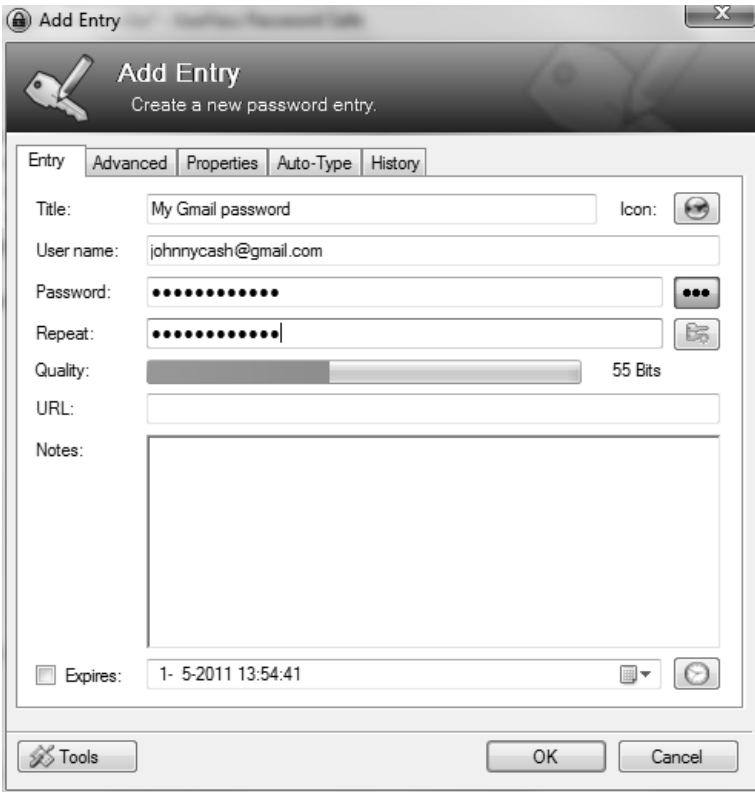 Add Entry
Add Entry
Create a new password entry.
Entry Advanced Properties Auto-Type History
Title: My Gmail password Icon:
User name: johnnycash@gmail.com
Password: ●●●●●●●●●●●● ●●●
Repeat: ●●●●●●●●●●●●
Quality: 55 Bits
URL:
Notes:
Expires: 1- 5-2011 13:54:41
Tools OK Cancel